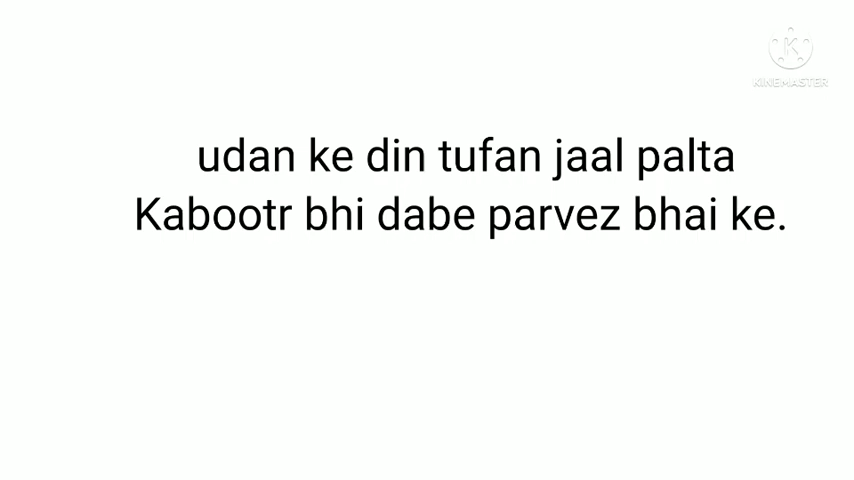 KINEMASTER
udan ke din tufan jaal palta
Kabootr bhi dabe parvez bhai ke.